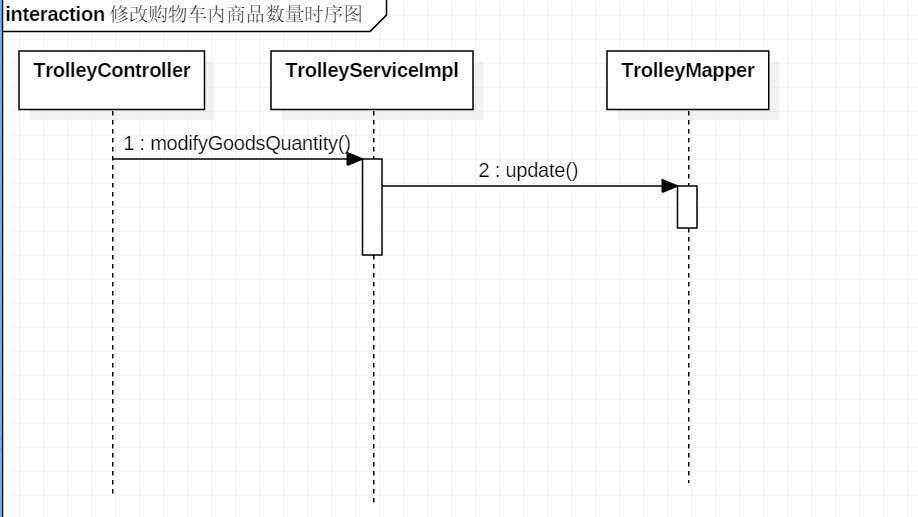 interaction 修改购物车内商品数量时序图
TrolleyController
TrolleyServiceImpl
TrolleyMapper
1 : modifyGoodsQuantity()
2 : update()